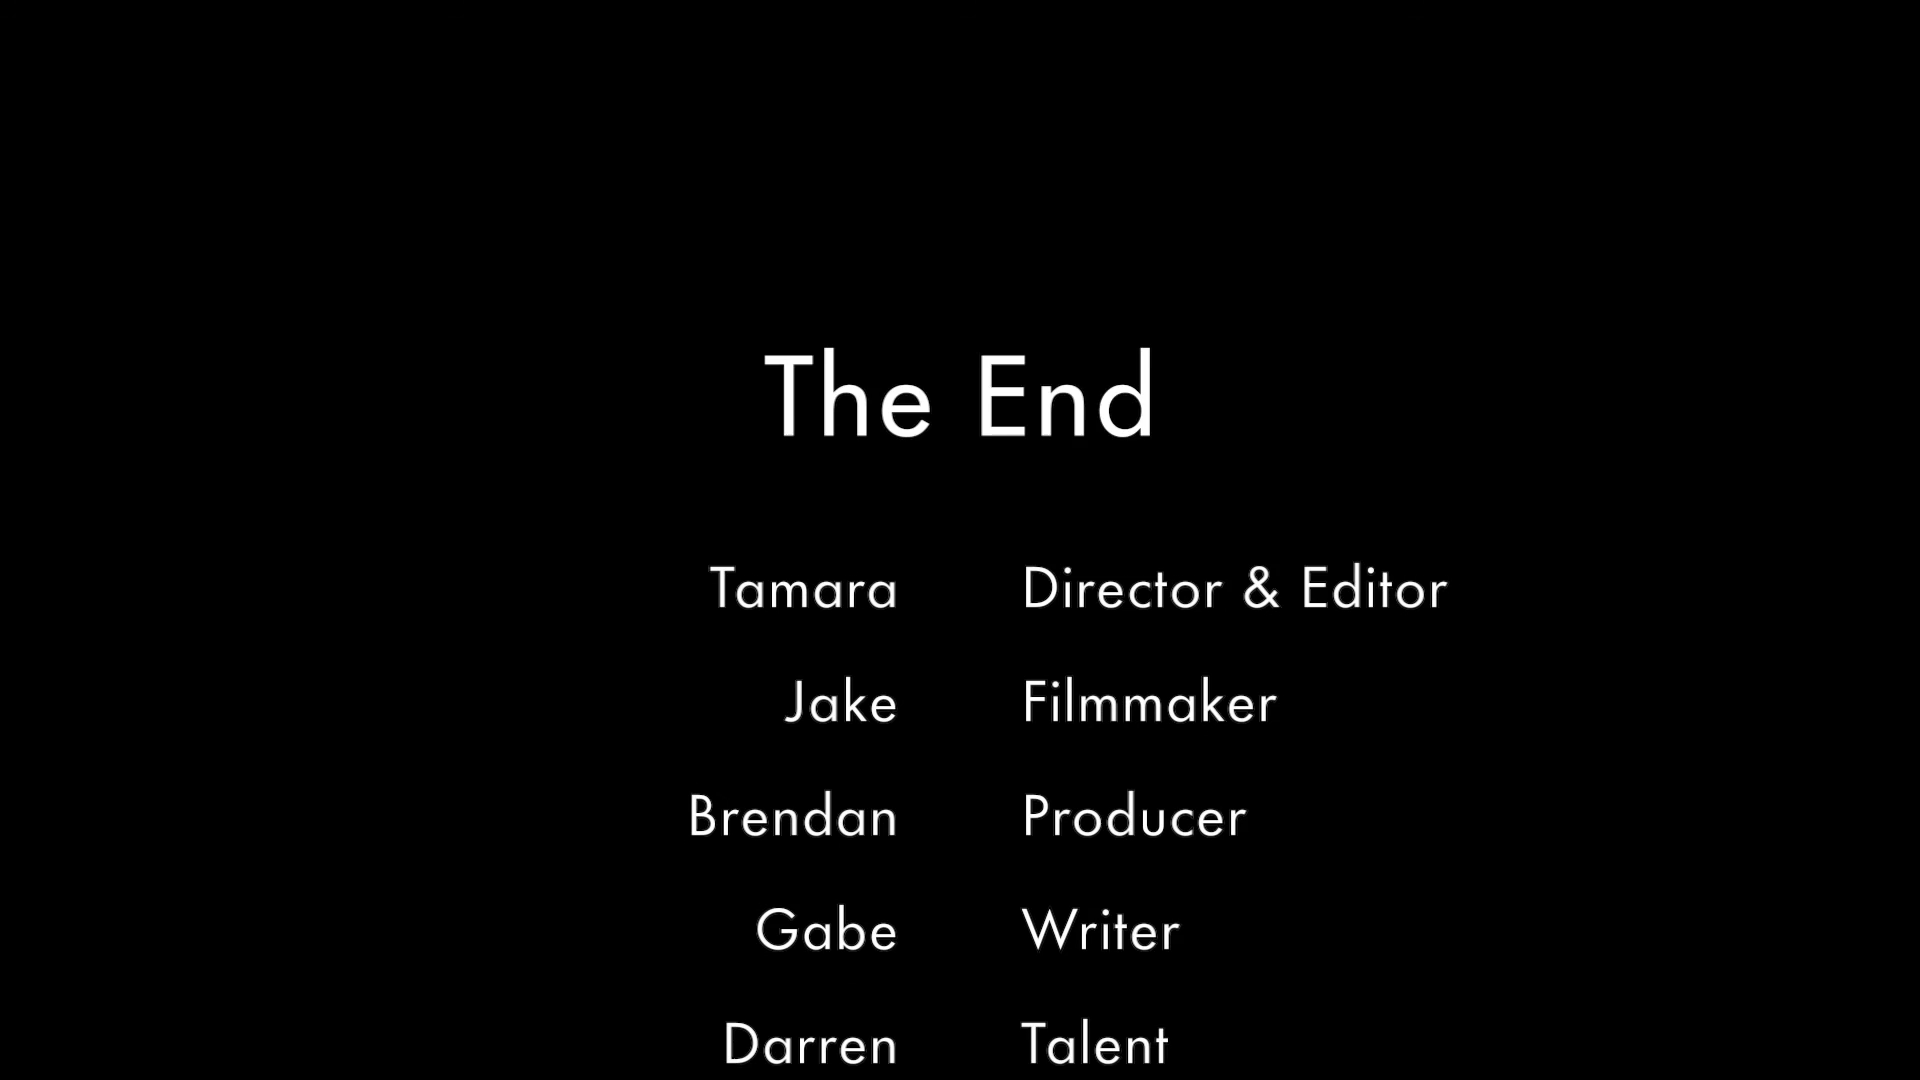 The End
Tamara Director & Editor
Jake Filmmaker
Brendan Producer
Gabe Writer
Darren Talent